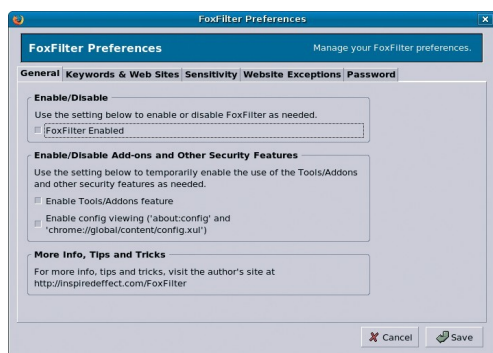 FoxFilter Preferences
FoxFilter Preferences
Manage your FoxFilter preferences.
General Keywords & Web Sites Sensitivity Website Exceptions Password
Enable/Disable
Use the setting below to enable or disable FoxFilter as needed.
FoxFilter Enabled
Enable/Disable Add-ons and Other Security Features
Use the setting below to temporarily enable the use of the Tools/Addons
and other security features as needed.
Enable Tools/Addons feature
Enable config viewing ('about:config' and
'chrome://global/content/config.xul')
More Info, Tips and Tricks
For more info, tips and tricks, visit the author's site at
http://inspiredeffect.com/FoxFilter
Cancel
Save